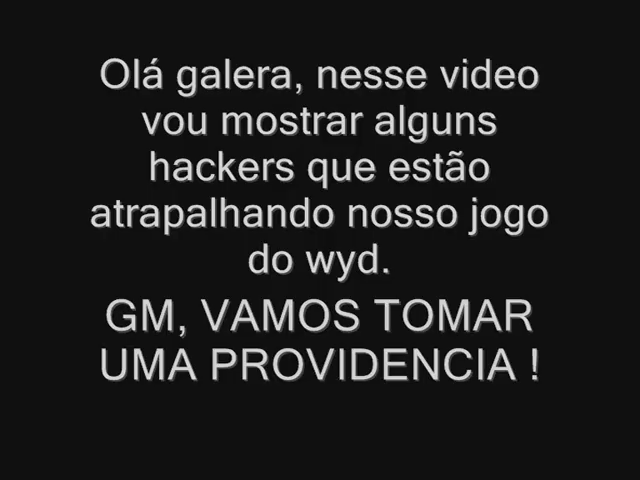 Olá galera, nesse video
vou mostrar alguns
hackers que estão
atrapalhando nosso jogo
do wyd.
GM, VAMOS TOMAR
UMA PROVIDENCIA !